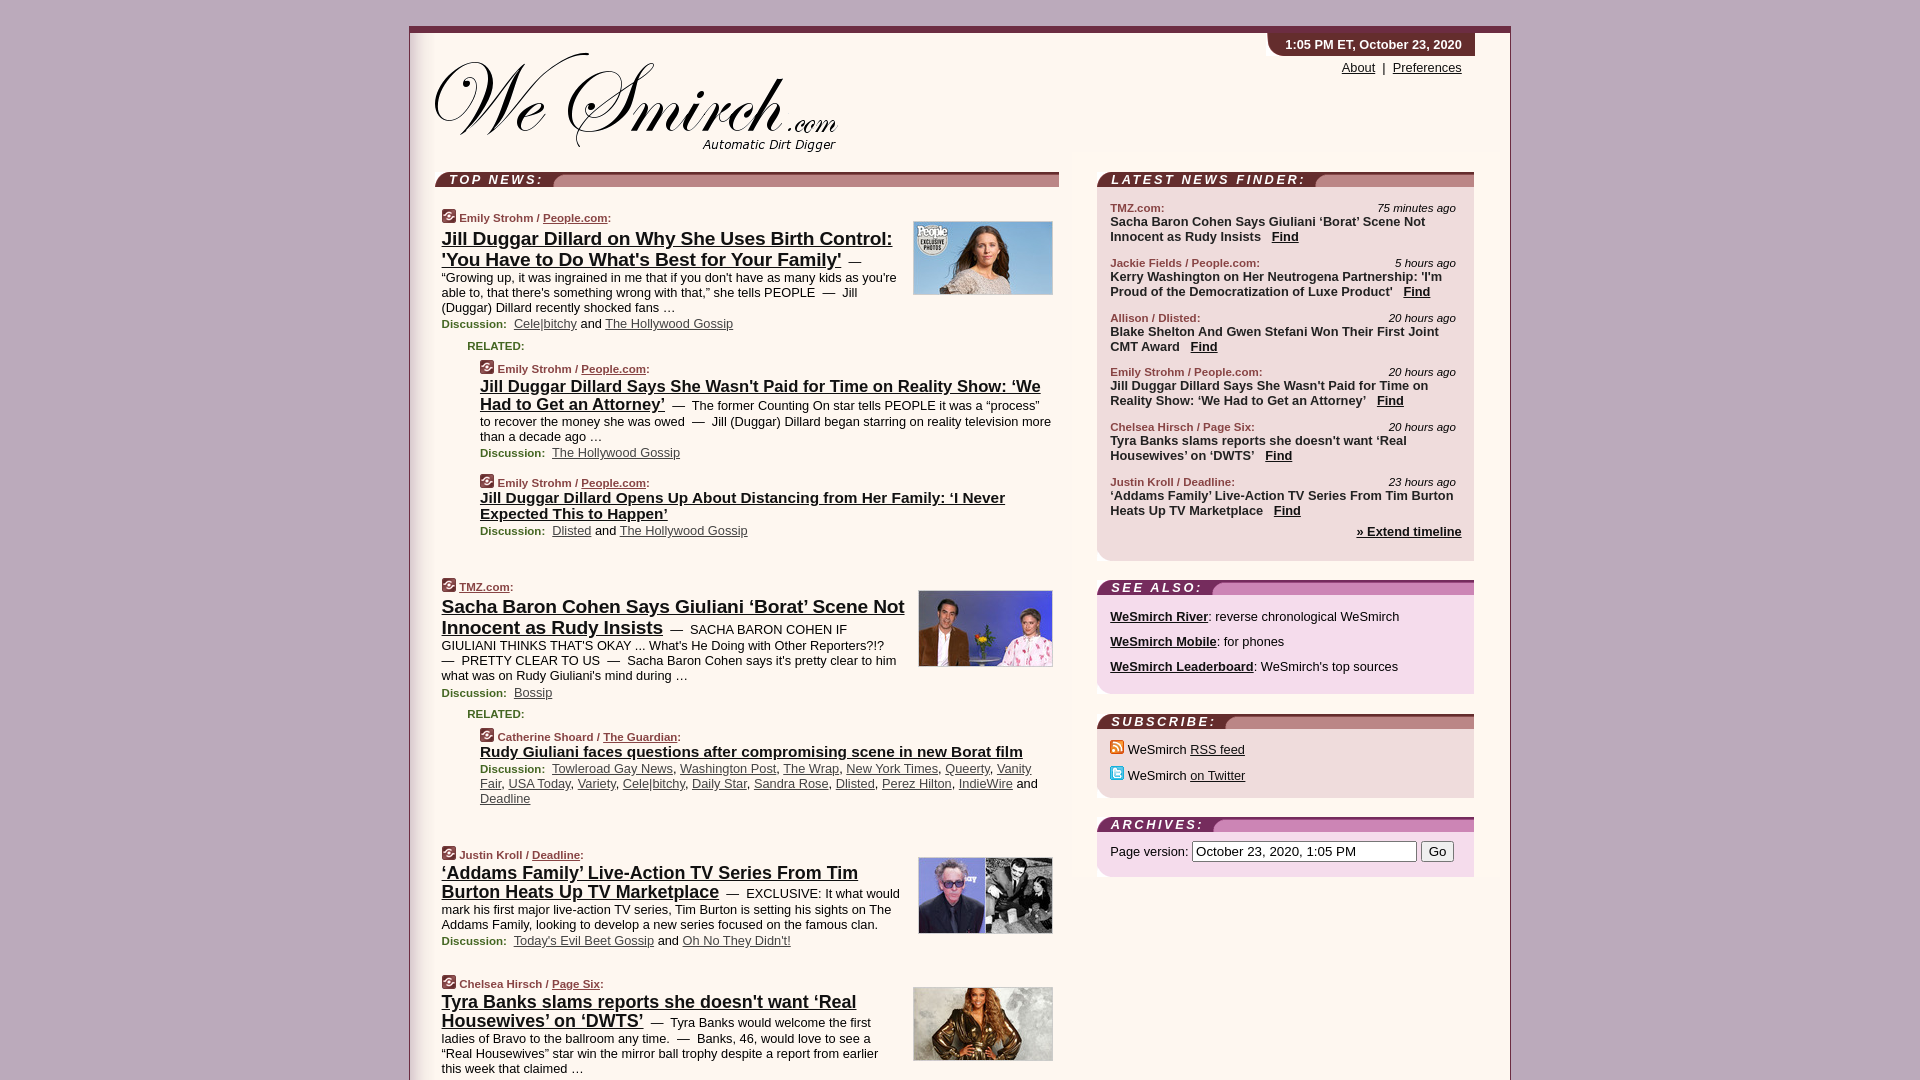 1:05 PM ET, October 23, 2020
About | Preferences
We Smirch.com
Automatic Dirt Digger
TOP NEWS:
Emily Strohm / People.com:
Jill Duggar Dillard on Why She Uses Birth Control:
'You Have to Do What's Best for Your Family' —
“Growing up, it was ingrained in me that if you don't have as many kids as you're
able to, that there's something wrong with that,” she tells PEOPLE — Jill
(Duggar) Dillard recently shocked fans …
Discussion: Cele|bitchy and The Hollywood Gossip
People
EXCLUSIVE
PHOTOS
RELATED:
Emily Strohm / People.com:
Jill Duggar Dillard Says She Wasn't Paid for Time on Reality Show: ‘We
Had to Get an Attorney’ — The former Counting On star tells PEOPLE it was a “process”
to recover the money she was owed — Jill (Duggar) Dillard began starring on reality television more
than a decade ago …
Discussion: The Hollywood Gossip
Emily Strohm / People.com:
Jill Duggar Dillard Opens Up About Distancing from Her Family: ‘I Never
Expected This to Happen’
Discussion: Dlisted and The Hollywood Gossip
TMZ.com:
Sacha Baron Cohen Says Giuliani ‘Borat’ Scene Not
Innocent as Rudy Insists — SACHA BARON COHEN IF
GIULIANI THINKS THAT'S OKAY ... What's He Doing with Other Reporters?!?
— PRETTY CLEAR TO US — Sacha Baron Cohen says it's pretty clear to him
what was on Rudy Giuliani's mind during …
Discussion: Bossip
RELATED:
Catherine Shoard / The Guardian:
Rudy Giuliani faces questions after compromising scene in new Borat film
Discussion: Towleroad Gay News, Washington Post, The Wrap, New York Times, Queerty, Vanity
Fair, USA Today, Variety, Cele|bitchy, Daily Star, Sandra Rose, Dlisted, Perez Hilton, IndieWire and
Deadline
Justin Kroll / Deadline:
‘Addams Family’ Live-Action TV Series From Tim
Burton Heats Up TV Marketplace — EXCLUSIVE: It what would
mark his first major live-action TV series, Tim Burton is setting his sights on The
Addams Family, looking to develop a new series focused on the famous clan.
Discussion: Today's Evil Beet Gossip and Oh No They Didn't!
Chelsea Hirsch / Page Six:
Tyra Banks slams reports she doesn't want ‘Real
Housewives’ on ‘DWTS’ — Tyra Banks would welcome the first
ladies of Bravo to the ballroom any time. — Banks, 46, would love to see a
“Real Housewives” star win the mirror ball trophy despite a report from earlier
this week that claimed …
LATEST NEWS FINDER:
TMZ.com: 75 minutes ago
Sacha Baron Cohen Says Giuliani ‘Borat’ Scene Not
Innocent as Rudy Insists Find
Jackie Fields / People.com: 5 hours ago
Kerry Washington on Her Neutrogena Partnership: 'I'm
Proud of the Democratization of Luxe Product' Find
Allison / Dlisted: 20 hours ago
Blake Shelton And Gwen Stefani Won Their First Joint
CMT Award Find
Emily Strohm / People.com: 20 hours ago
Jill Duggar Dillard Says She Wasn't Paid for Time on
Reality Show: ‘We Had to Get an Attorney’ Find
Chelsea Hirsch / Page Six: 20 hours ago
Tyra Banks slams reports she doesn't want ‘Real
Housewives’ on ‘DWTS’ Find
Justin Kroll / Deadline: 23 hours ago
‘Addams Family’ Live-Action TV Series From Tim Burton
Heats Up TV Marketplace Find
» Extend timeline
SEE ALSO:
WeSmirch River: reverse chronological WeSmirch
WeSmirch Mobile: for phones
WeSmirch Leaderboard: WeSmirch's top sources
SUBSCRIBE:
WeSmirch RSS feed
WeSmirch on Twitter
ARCHIVES:
Page version: October 23, 2020, 1:05 PM Go